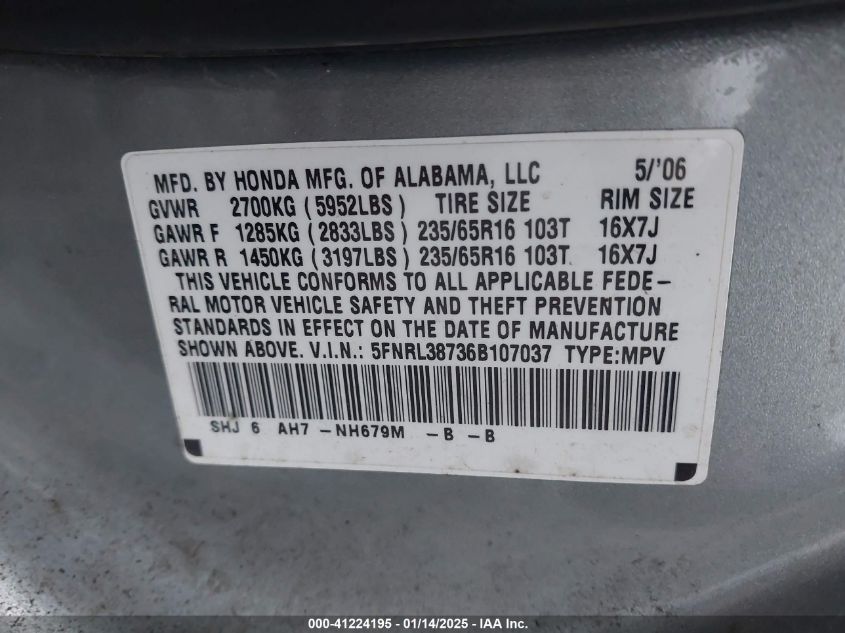 MFD. BY HONDA MFG. OF ALABAMA, LLC 5/'06
GVWR 2700KG (5952LBS) TIRE SIZE RIM SIZE
GAWR F 1285KG (2833LBS) 235/65R16 103T 16X7J
GAWR R 1450KG (3197LBS) 235/65R16 103T 16X7J
THIS VEHICLE CONFORMS TO ALL APPLICABLE FEDE-
RAL MOTOR VEHICLE SAFETY AND THEFT PREVENTION
STANDARDS IN EFFECT ON THE DATE OF MANUFACTURE
SHOWN ABOVE. V.I.N.: 5FNRL38736B107037 TYPE:MPV
SHJ 6 AH7 -NH679M -B -B
000-41224195 - 01/14/2025 - IAA Inc.